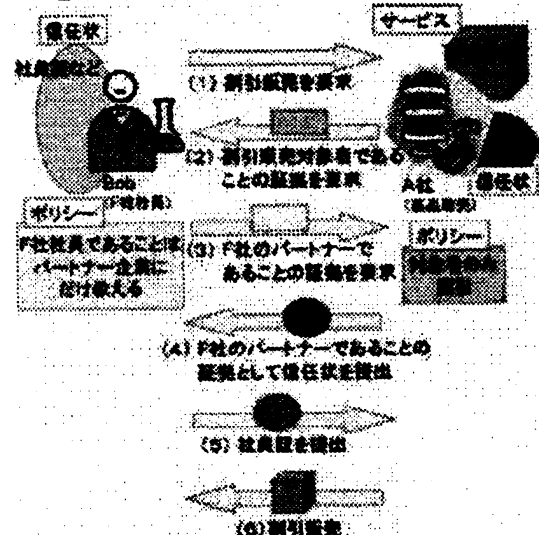 信任状
社員証など
サービス
(1) 割引販売を要求
(2) 割引販売対象者である
ことの証拠を要求
Bob
(F社社員)
A社
信任状
ポリシー
F社社員であることは
パートナー企業に
だけ教える
(3) F社のパートナーで
あることの証拠を要求
ポリシー
(4) F社のパートナーであることの
証拠として信任状を提出
(5) 社員証を提出
(6) 割引販売